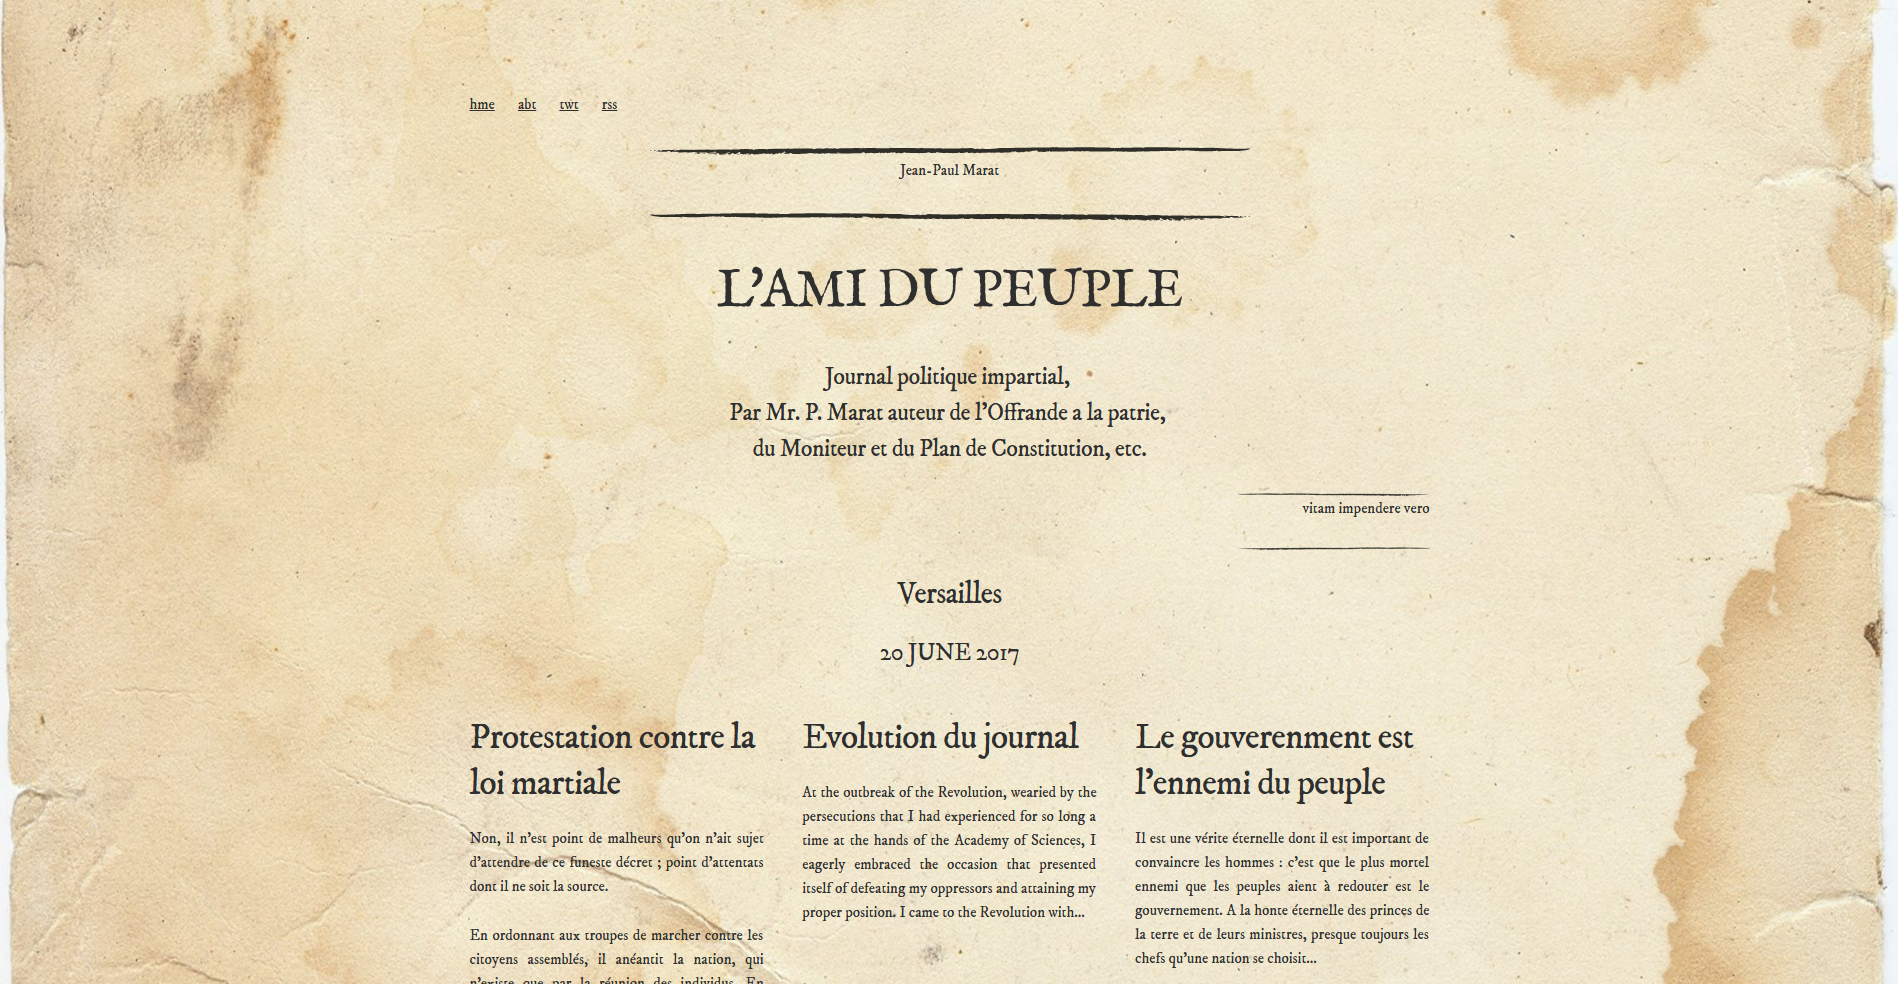 hme abt twt rss
Jean-Paul Marat
L'AMI DU PEUPLE
Journal politique impartial,
Par Mr. P. Marat auteur de l'Offrande a la patrie,
du Moniteur et du Plan de Constitution, etc.
vitam impendere vero
Versailles
20 JUNE 2017
Protestation contre la
loi martiale
Non, il n'est point de malheurs qu'on n'ait sujet
d'attendre de ce funeste décret ; point d'attentats
dont il ne soit la source.
En ordonnant aux troupes de marcher contre les
citoyens assemblés, il anéantit la nation, qui
n'existe que par la réunion des individus. En
Evolution du journal
At the outbreak of the Revolution, wearied by the
persecutions that I had experienced for so long a
time at the hands of the Academy of Sciences, I
eagerly embraced the occasion that presented
itself of defeating my oppressors and attaining my
proper position. I came to the Revolution with...
Le gouverenment est
l'ennemi du peuple
Il est une vérite éternelle dont il est important de
convaincre les hommes : c'est que le plus mortel
ennemi que les peuples aient à redouter est le
gouvernement. A la honte éternelle des princes de
la terre et de leurs ministres, presque toujours les
chefs qu'une nation se choisit...